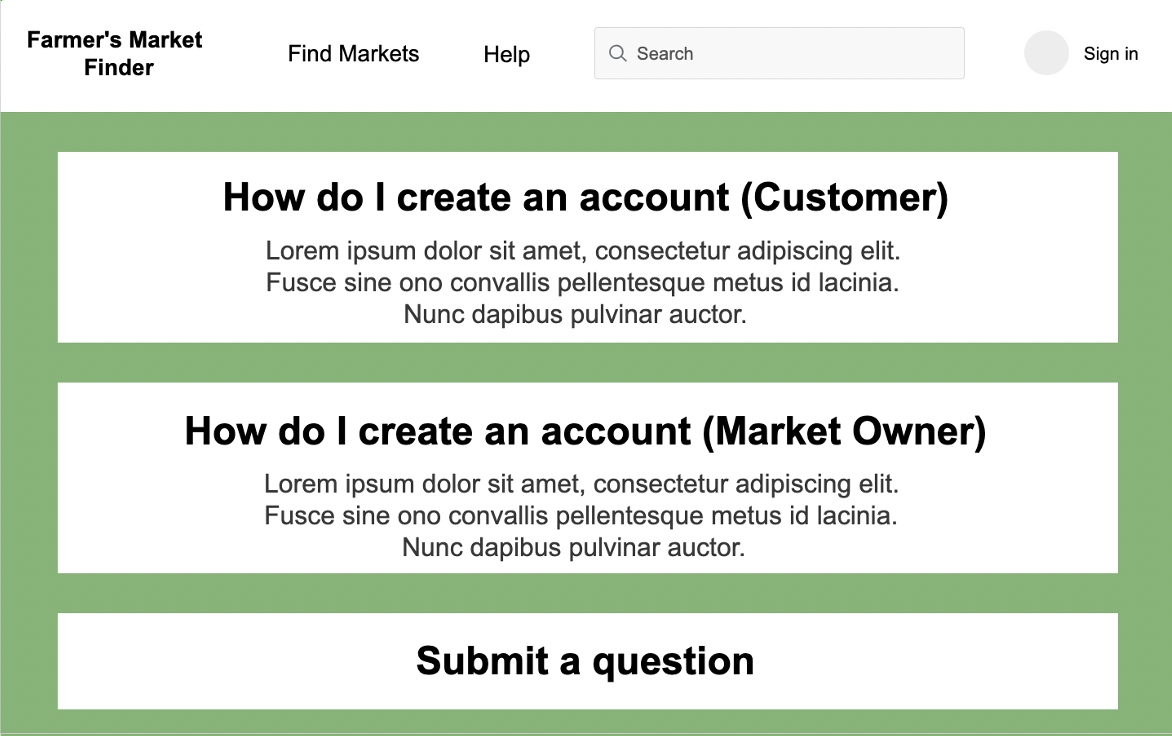 Farmer's Market
Finder
Find Markets
Help
Search
Sign in
How do I create an account (Customer)
Lorem ipsum dolor sit amet, consectetur adipiscing elit.
Fusce sine ono convallis pellentesque metus id lacinia.
Nunc dapibus pulvinar auctor.
How do I create an account (Market Owner)
Lorem ipsum dolor sit amet, consectetur adipiscing elit.
Fusce sine ono convallis pellentesque metus id lacinia.
Nunc dapibus pulvinar auctor.
Submit a question